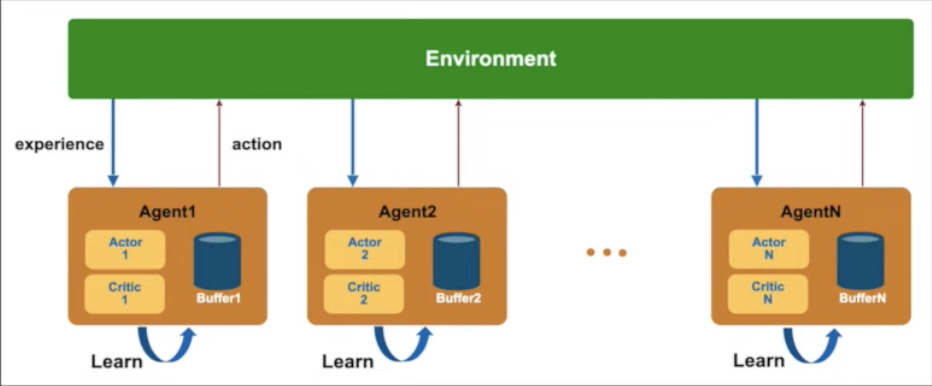 Environment
experience
action
Agent1
Actor
1
Critic
1
Buffer1
Learn
Agent2
Actor
2
Critic
2
Buffer2
Learn
AgentN
Actor
N
Critic
N
BufferN
Learn